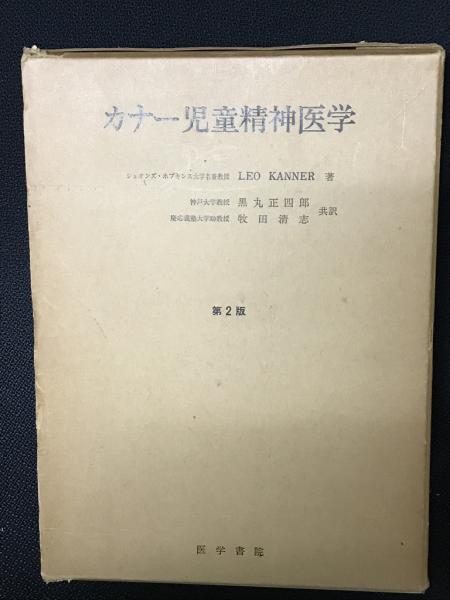 カナー児童精神医学
ジョンズ・ホプキンス大学名誉教授 LEO KANNER 著
神戸大学教授 黒丸正四郎
慶応義塾大学助教授 牧田清志 共訳
第2版
医学書院